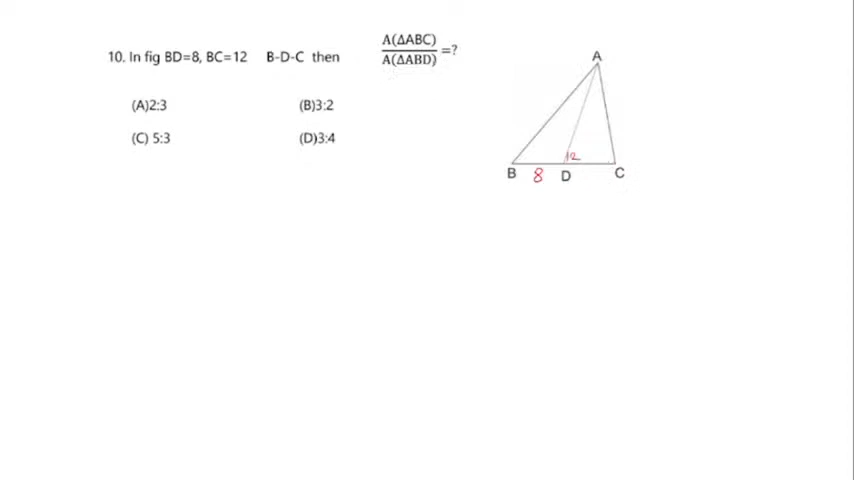 10. In fig BD=8, BC=12 B-D-C then A(ΔABC)/A(ΔABD) =?
(A)2:3 (B)3:2
(C) 5:3 (D)3:4
A
12
B 8 D C